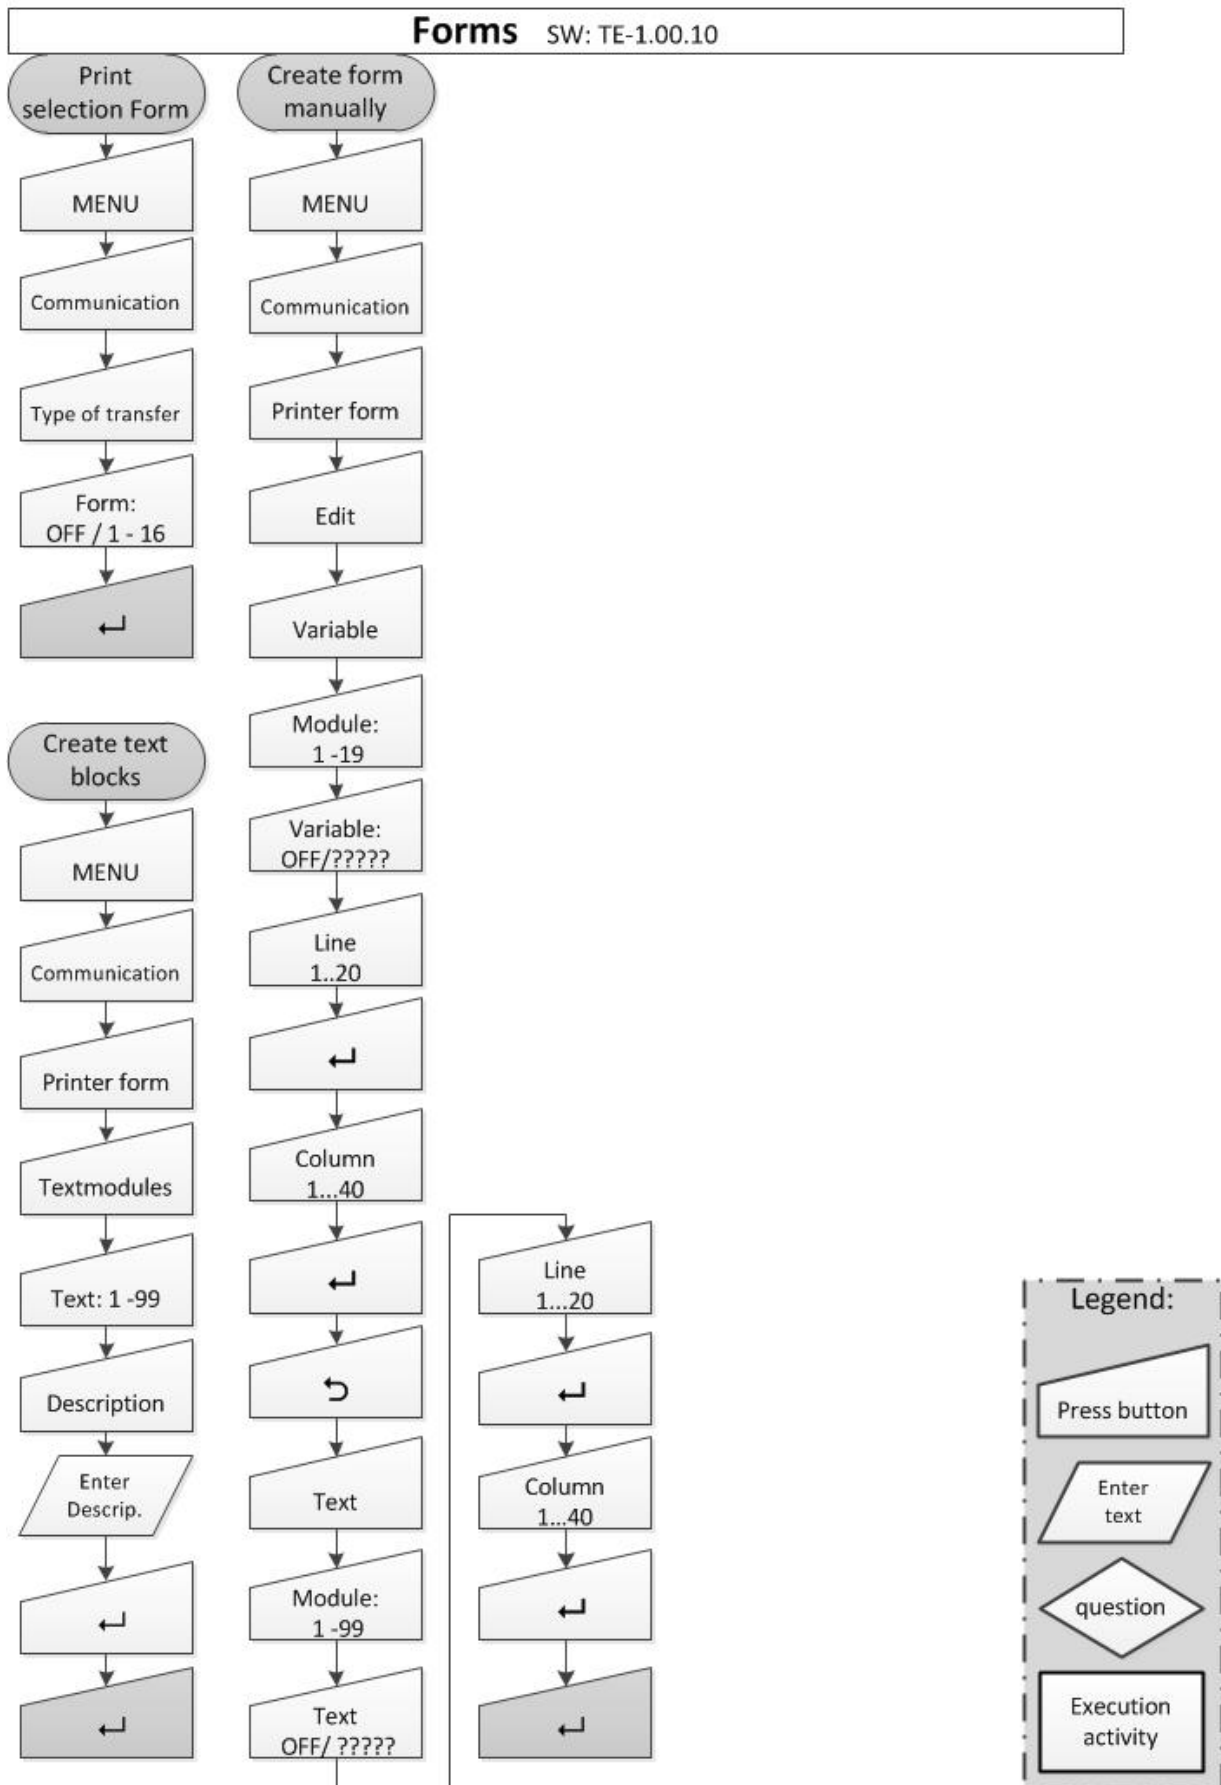 Forms SW: TE-1.00.10
Print
selection Form
MENU
Communication
Type of transfer
Form:
OFF / 1 - 16
↵
Create text
blocks
MENU
Communication
Printer form
Textmodules
Text: 1 -99
Description
Enter
Descrip.
↵
↵
Create form
manually
MENU
Communication
Printer form
Edit
Variable
Module:
1 -19
Variable:
OFF/?????
Line
1..20
↵
Column
1...40
↵
⮌
Text
Module:
1 -99
Text
OFF/ ?????
Line
1...20
↵
Column
1...40
↵
↵
Legend:
Press button
Enter
text
question
Execution
activity